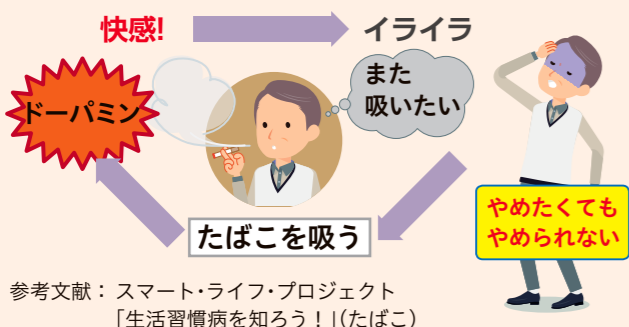 快感!
イライラ
ドーパミン
また
吸いたい
たばこを吸う
やめたくても
やめられない
参考文献： スマート・ライフ・プロジェクト
「生活習慣病を知ろう！」(たばこ)